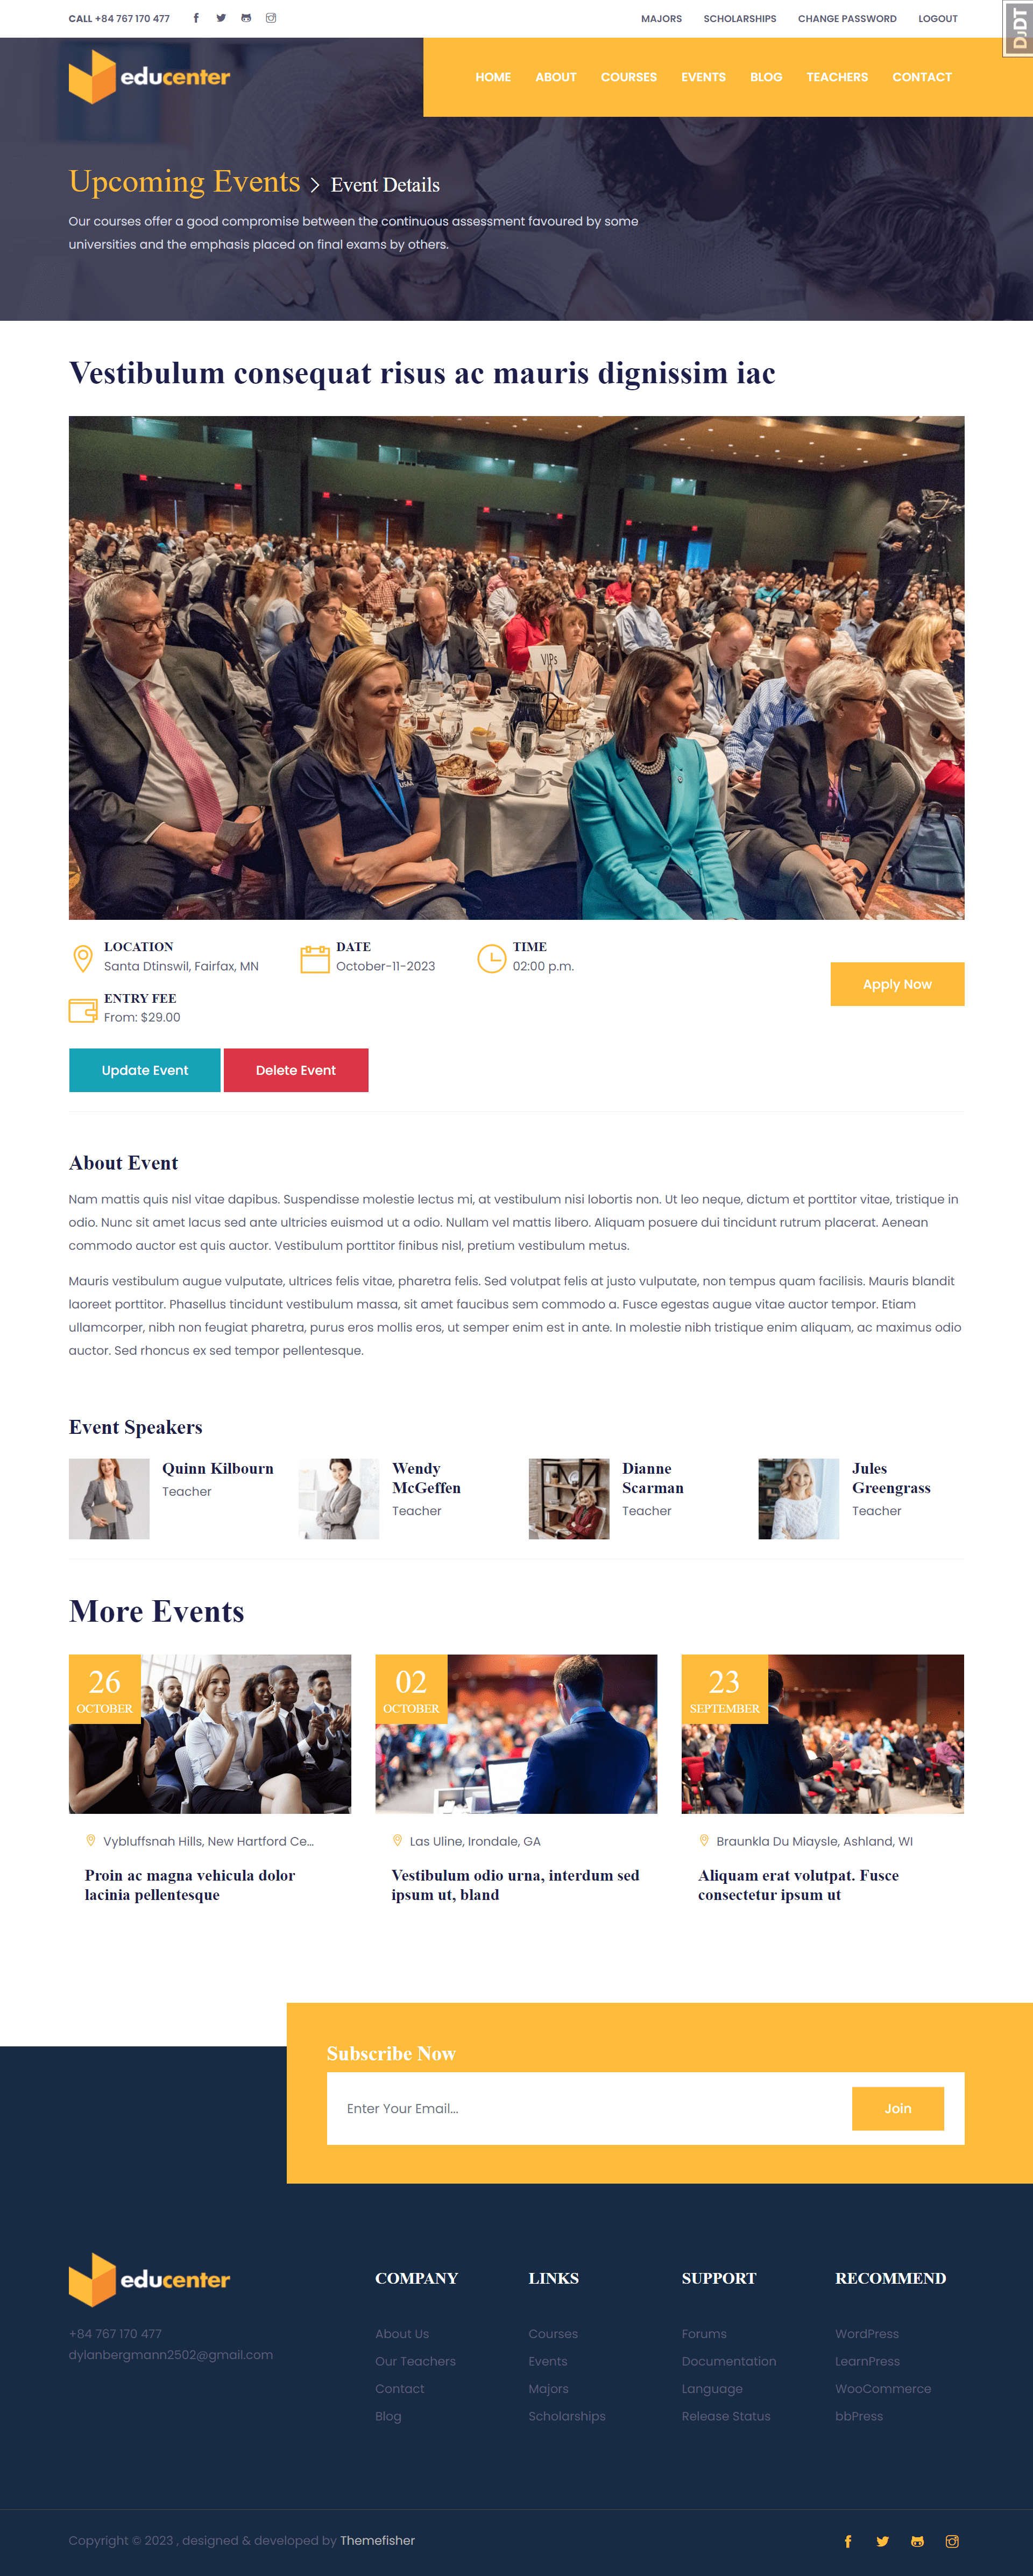 CALL +84 767 170 477
MAJORS SCHOLARSHIPS CHANGE PASSWORD LOGOUT
DJDT
educenter
HOME ABOUT COURSES EVENTS BLOG TEACHERS CONTACT
Upcoming Events > Event Details
Our courses offer a good compromise between the continuous assessment favoured by some
universities and the emphasis placed on final exams by others.
Vestibulum consequat risus ac mauris dignissim iac
VIPs
LOCATION
Santa Dtinswil, Fairfax, MN
DATE
October-11-2023
TIME
02:00 p.m.
ENTRY FEE
From: $29.00
Apply Now
Update Event
Delete Event
About Event
Nam mattis quis nisl vitae dapibus. Suspendisse molestie lectus mi, at vestibulum nisi lobortis non. Ut leo neque, dictum et porttitor vitae, tristique in
odio. Nunc sit amet lacus sed ante ultricies euismod ut a odio. Nullam vel mattis libero. Aliquam posuere dui tincidunt rutrum placerat. Aenean
commodo auctor est quis auctor. Vestibulum porttitor finibus nisl, pretium vestibulum metus.
Mauris vestibulum augue vulputate, ultrices felis vitae, pharetra felis. Sed volutpat felis at justo vulputate, non tempus quam facilisis. Mauris blandit
laoreet porttitor. Phasellus tincidunt vestibulum massa, sit amet faucibus sem commodo a. Fusce egestas augue vitae auctor tempor. Etiam
ullamcorper, nibh non feugiat pharetra, purus eros mollis eros, ut semper enim est in ante. In molestie nibh tristique enim aliquam, ac maximus odio
auctor. Sed rhoncus ex sed tempor pellentesque.
Event Speakers
Quinn Kilbourn
Teacher
Wendy
McGeffen
Teacher
Dianne
Scarman
Teacher
Jules
Greengrass
Teacher
More Events
26
OCTOBER
Vybluffsnah Hills, New Hartford Ce...
Proin ac magna vehicula dolor
lacinia pellentesque
02
OCTOBER
Las Uline, Irondale, GA
Vestibulum odio urna, interdum sed
ipsum ut, bland
23
SEPTEMBER
Braunkla Du Miaysle, Ashland, WI
Aliquam erat volutpat. Fusce
consectetur ipsum ut
Subscribe Now
Enter Your Email...
Join
educenter
+84 767 170 477
dylanbergmann2502@gmail.com
COMPANY
About Us
Our Teachers
Contact
Blog
LINKS
Courses
Events
Majors
Scholarships
SUPPORT
Forums
Documentation
Language
Release Status
RECOMMEND
WordPress
LearnPress
WooCommerce
bbPress
Copyright © 2023 , designed & developed by Themefisher